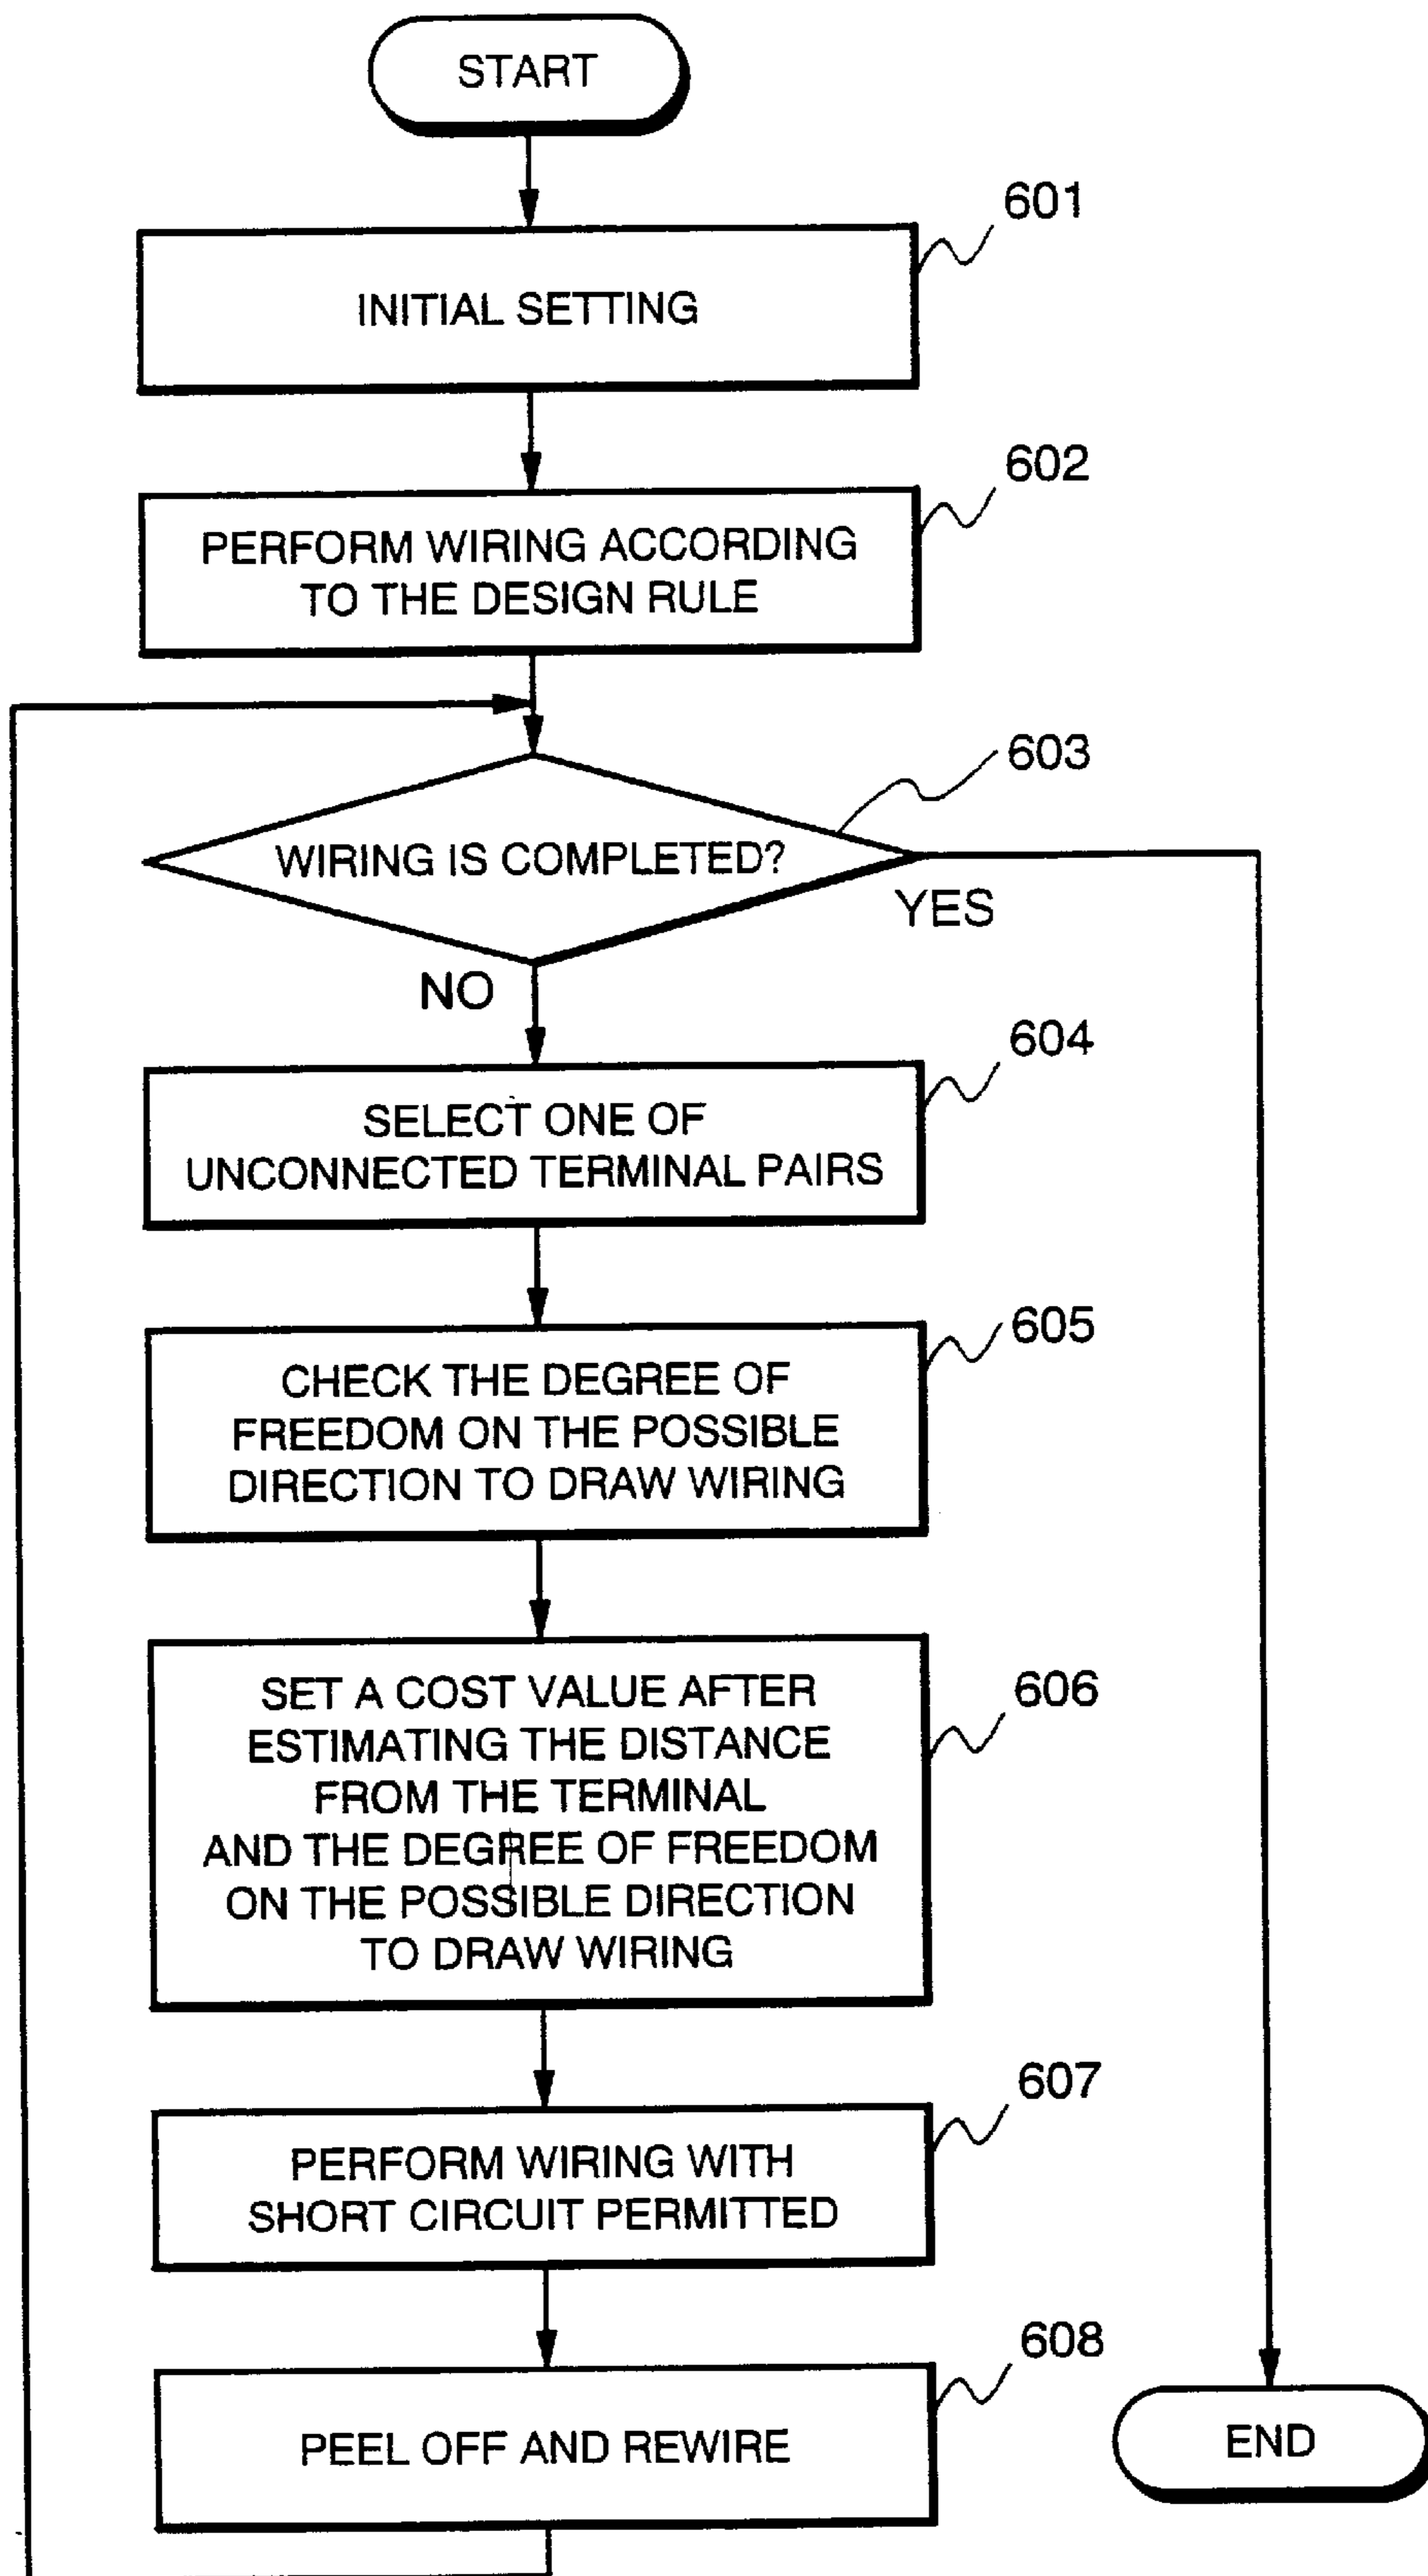 START
601
INITIAL SETTING
602
PERFORM WIRING ACCORDING
TO THE DESIGN RULE
603
WIRING IS COMPLETED?
YES
NO
604
SELECT ONE OF
UNCONNECTED TERMINAL PAIRS
605
CHECK THE DEGREE OF
FREEDOM ON THE POSSIBLE
DIRECTION TO DRAW WIRING
606
SET A COST VALUE AFTER
ESTIMATING THE DISTANCE
FROM THE TERMINAL
AND THE DEGREE OF FREEDOM
ON THE POSSIBLE DIRECTION
TO DRAW WIRING
607
PERFORM WIRING WITH
SHORT CIRCUIT PERMITTED
608
PEEL OFF AND REWIRE
END